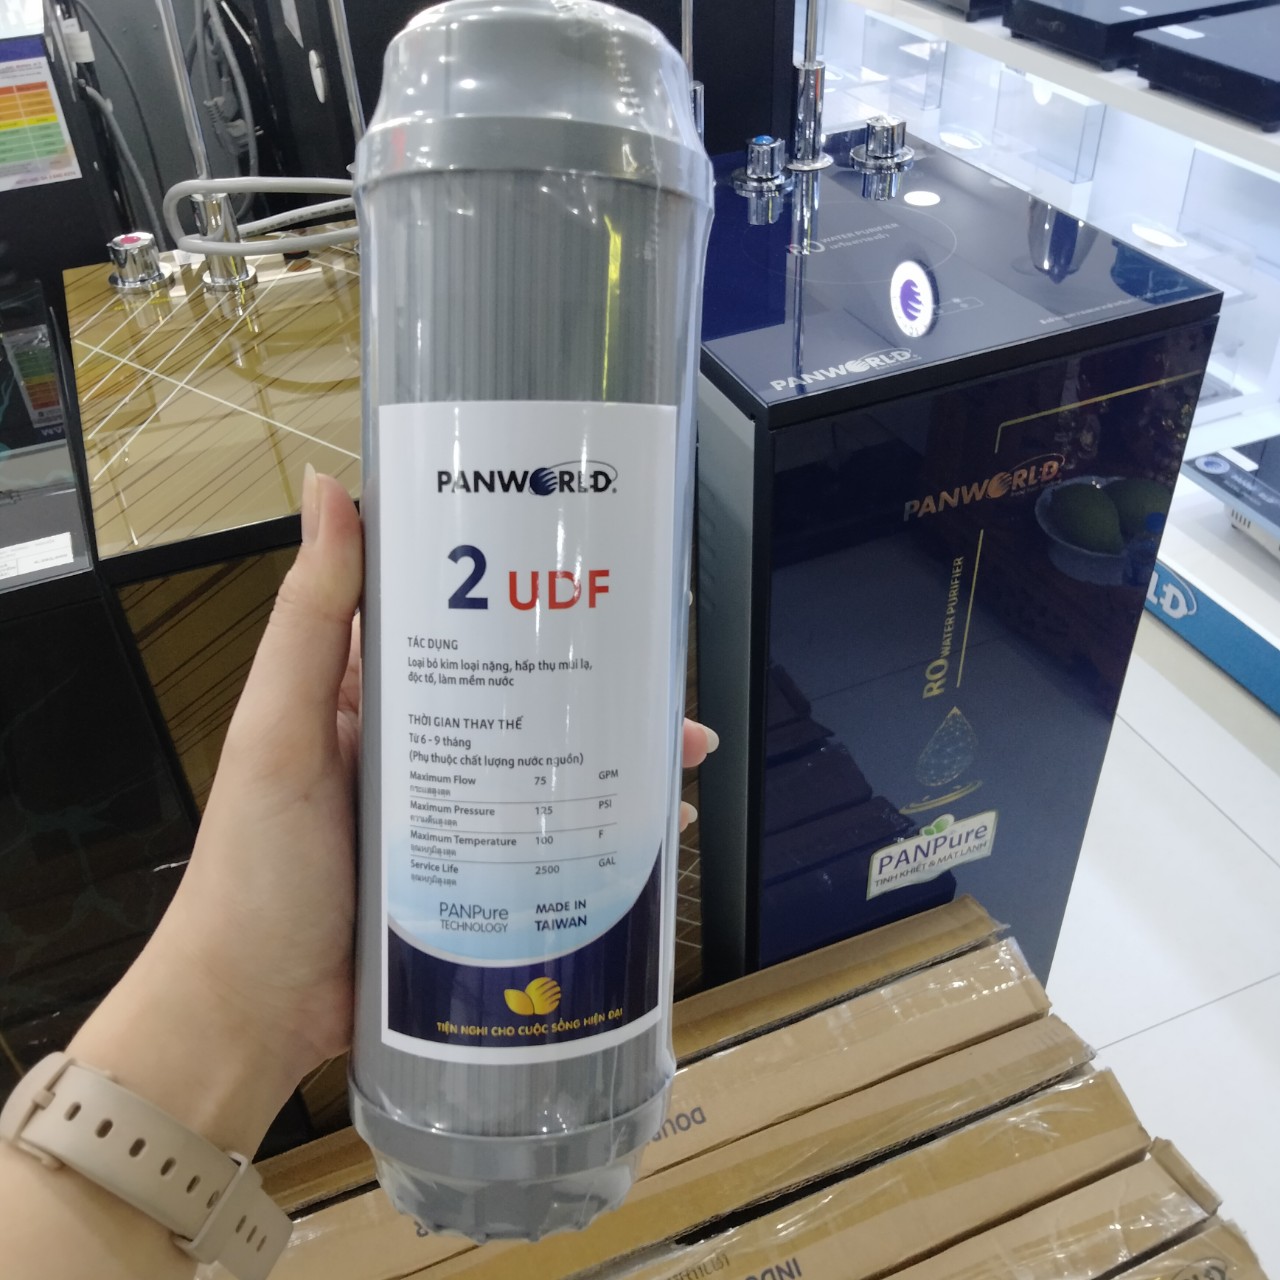 PANWORLD®
2 UDF
TÁC DỤNG
Loại bỏ kim loại nặng, hấp thụ mùi lạ,
độc tố, làm mềm nước
THỜI GIAN THAY THẾ
Từ 6 - 9 tháng
(Phụ thuộc chất lượng nước nguồn)
Maximum Flow 75 GPM
Maximum Pressure 125 PSI
Maximum Temperature 100 F
Service Life 2500 GAL
PANPure MADE IN
TECHNOLOGY TAIWAN
TIỆN NGHI CHO CUỘC SỐNG HIỆN ĐẠI
RO WATER PURIFIER
PANWORLD
PANWORLD
RO WATER PURIFIER
PANPure
TINH KHIẾT & MÁT LÀNH